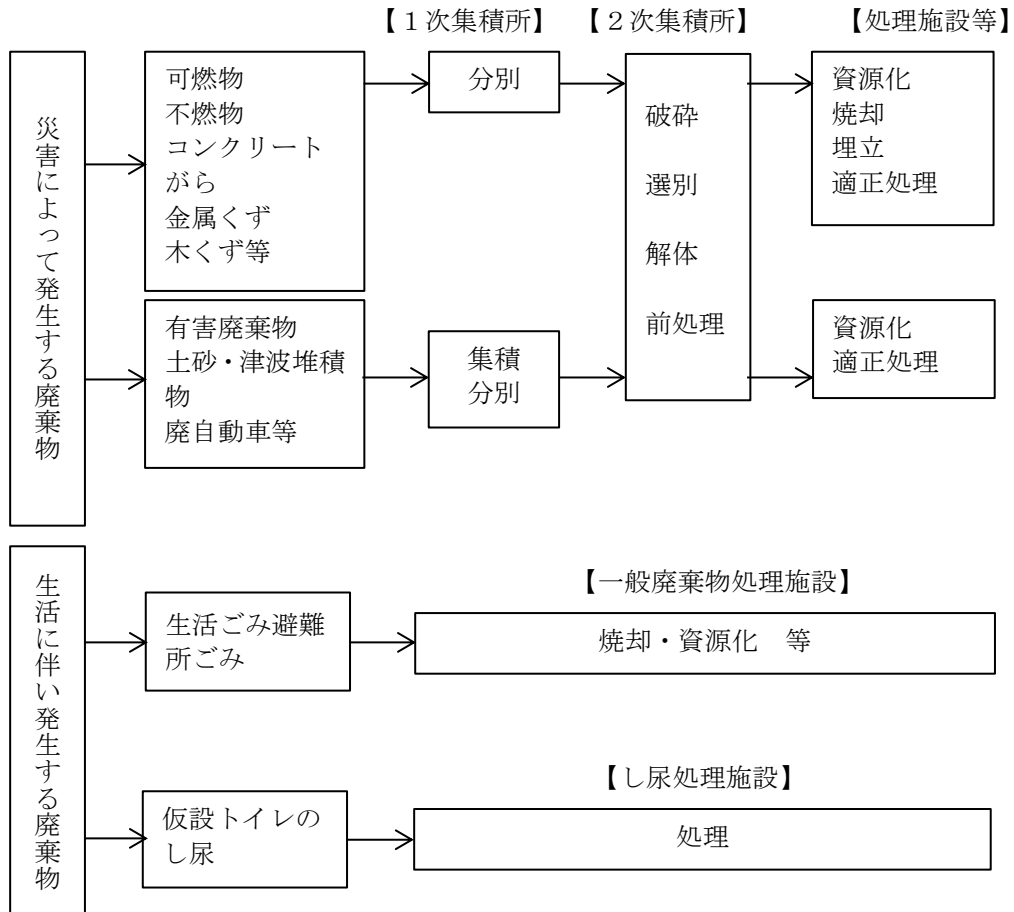 【１次集積所】 【２次集積所】 【処理施設等】
災害によって発生する廃棄物
可燃物
不燃物
コンクリート
がら
金属くず
木くず等
分別
破砕
選別
解体
前処理
資源化
焼却
埋立
適正処理
有害廃棄物
土砂・津波堆積
物
廃自動車等
集積
分別
資源化
適正処理
生活に伴い発生する廃棄物
生活ごみ避難
所ごみ
【一般廃棄物処理施設】
焼却・資源化　等
仮設トイレの
し尿
【し尿処理施設】
処理